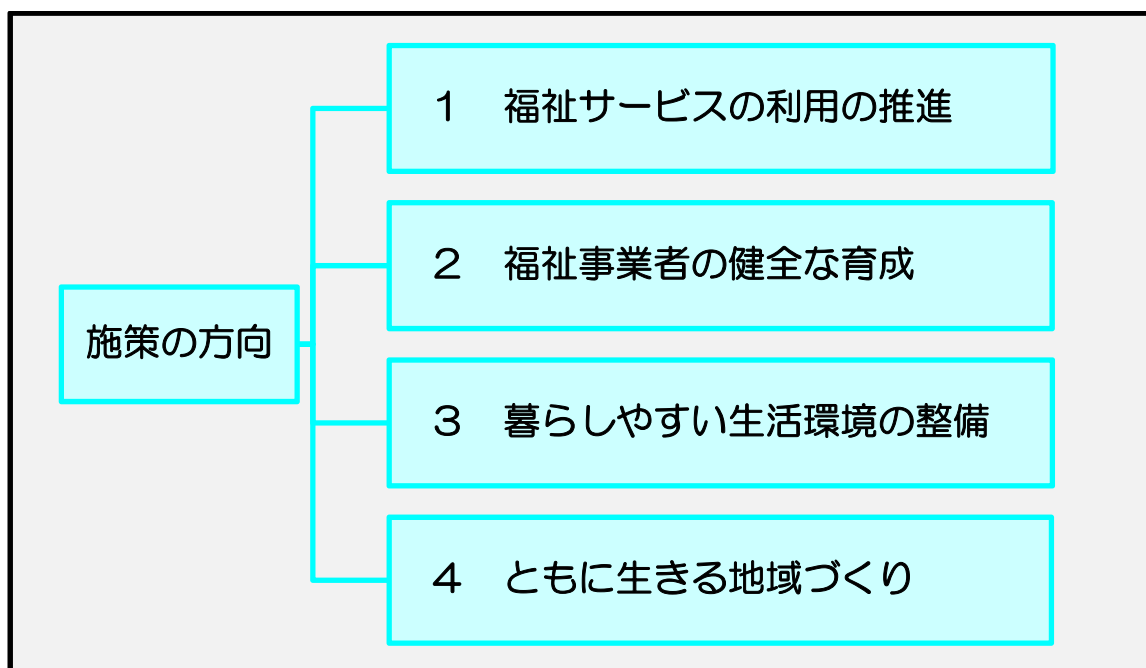 施策の方向
１　福祉サービスの利用の推進
２　福祉事業者の健全な育成
３　暮らしやすい生活環境の整備
４　ともに生きる地域づくり